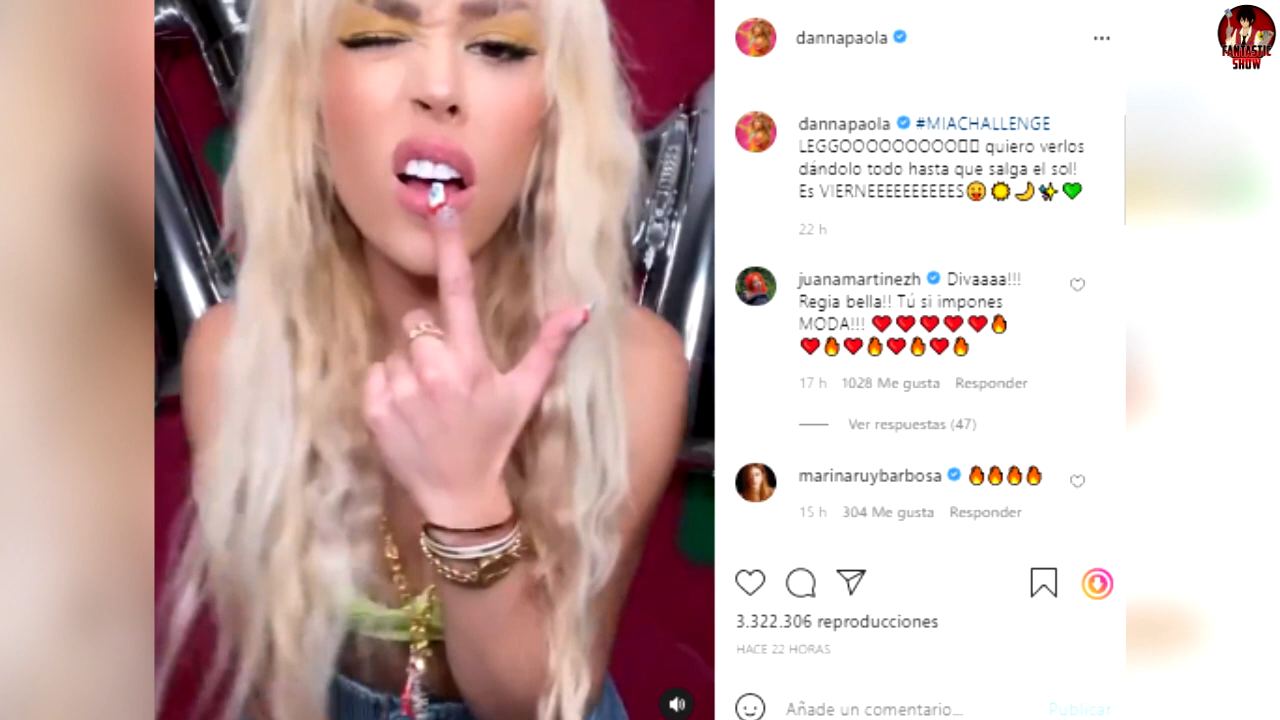 dannapaola
FANTASTIC
SHOW
dannapaola #MIACHALLENGE
LEGGOOOOOOOOO quiero verlos
dándolo todo hasta que salga el sol!
Es VIERNEEEEEEEEEES😛🌞🌙✨💚
22 h
juanamartinezh Divaaaa!!!
Regia bella!! Tú si impones
MODA!!! ❤❤❤❤❤🔥
❤🔥❤🔥❤🔥❤🔥
17 h 1028 Me gusta Responder
Ver respuestas (47)
marinaruybarbosa 🔥🔥🔥🔥
15 h 304 Me gusta Responder
3.322.306 reproducciones
HACE 22 HORAS
Añade un comentario... Publicar